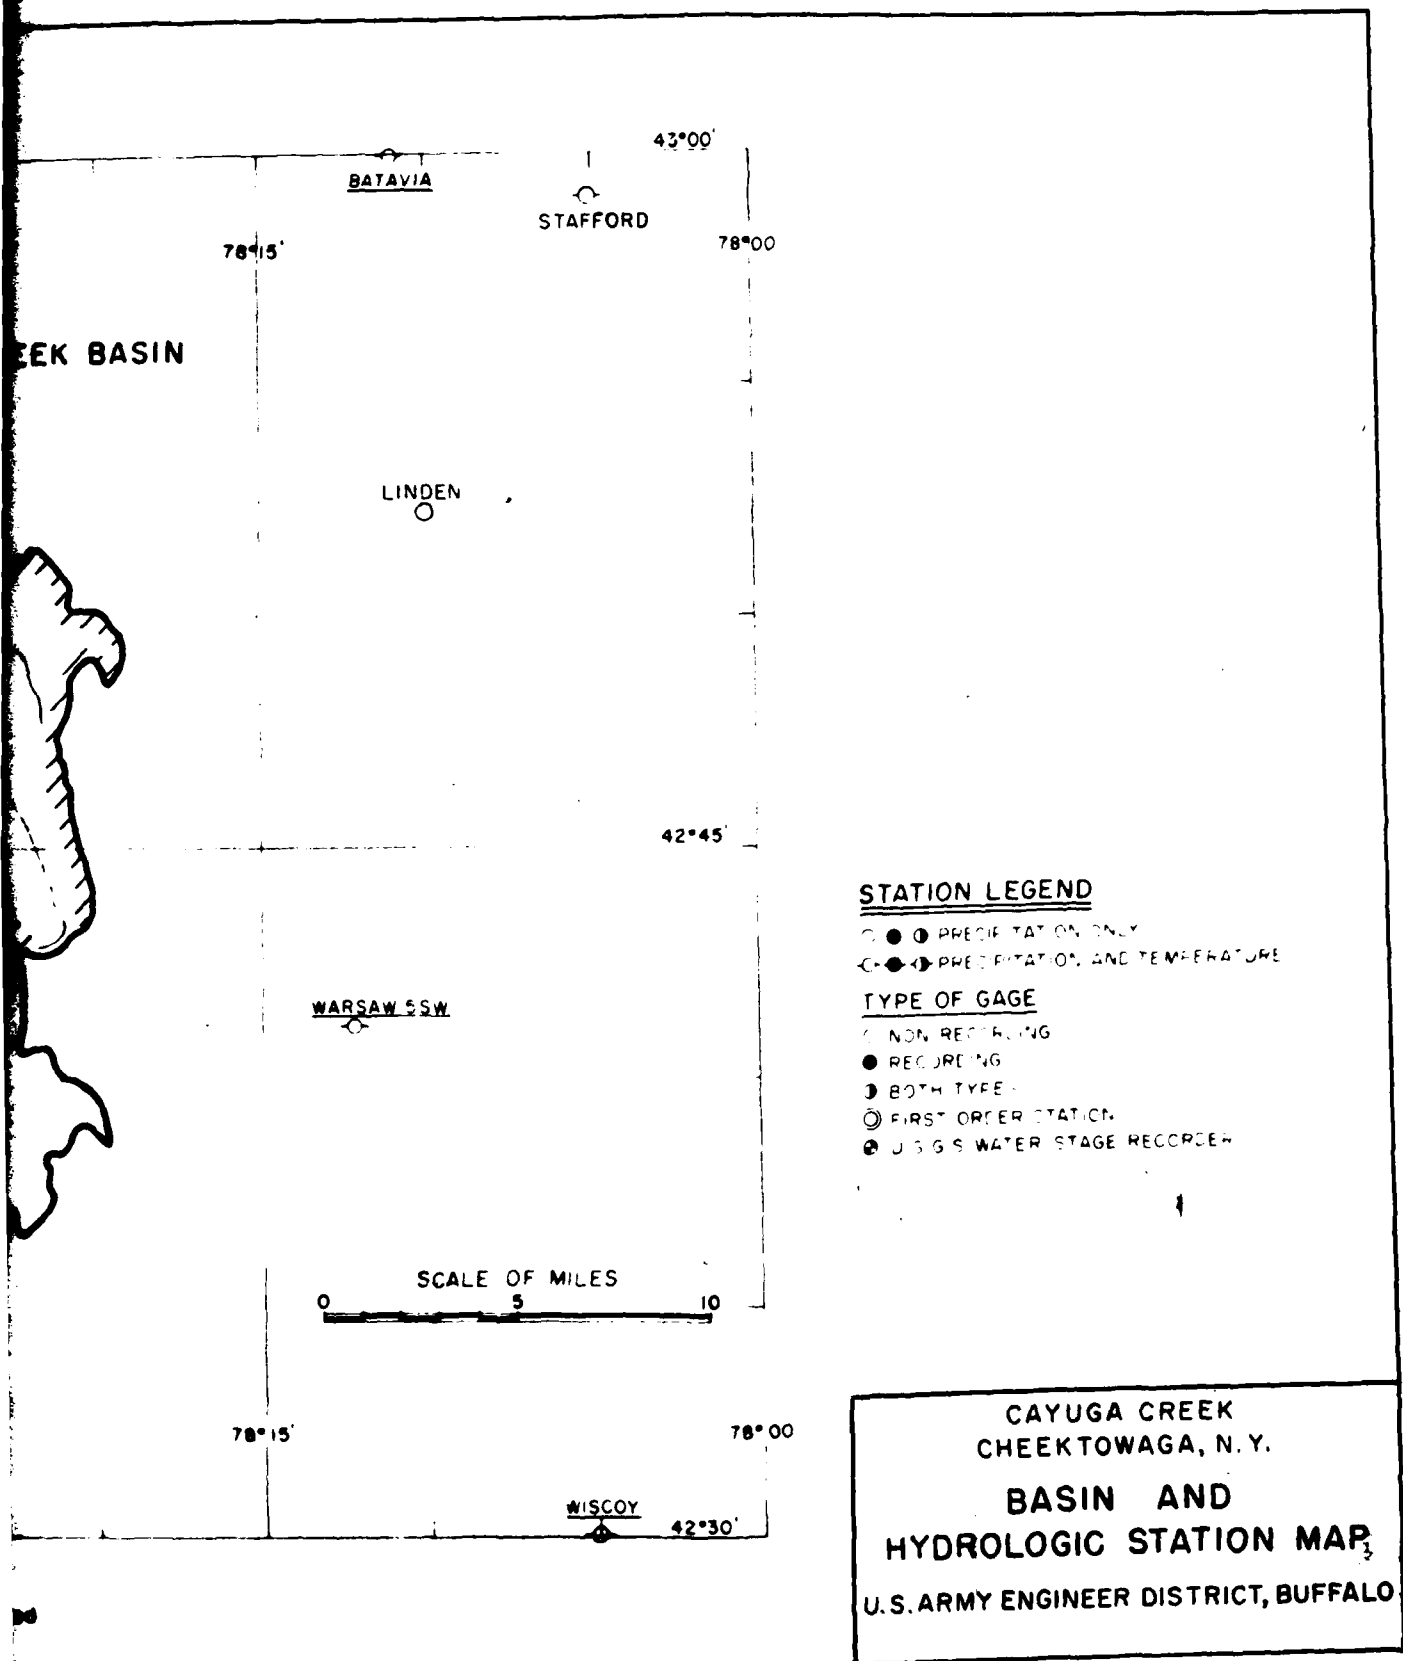 43°00'
BATAVIA
STAFFORD
78°15'
78°00
EEK BASIN
LINDEN
42°45'
STATION LEGEND
PRECIPITATION ONLY
PRECIPITATION AND TEMPERATURE
WARSAW 5SW
TYPE OF GAGE
NON RECORDING
RECORDING
BOTH TYPE
FIRST ORDER STATION
U S G S WATER STAGE RECORDER
SCALE OF MILES
0 5 10
78°15'
78°00
CAYUGA CREEK
CHEEKTOWAGA, N.Y.
BASIN AND
HYDROLOGIC STATION MAP
U.S. ARMY ENGINEER DISTRICT, BUFFALO
WISCOY
42°30'